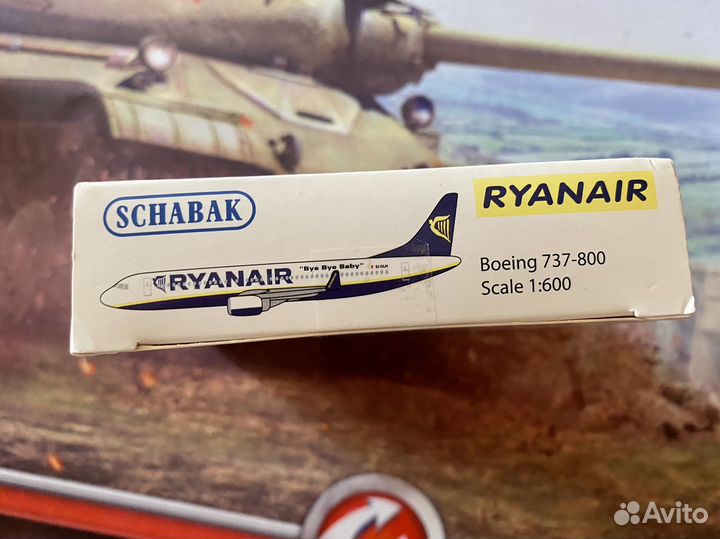 SCHABAK
RYANAIR
"Bye Bye Baby"
RYANAIR
Boeing 737-800
Scale 1:600
Avito